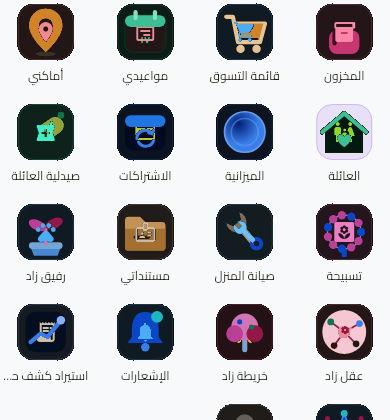 المخزون
قائمة التسوق
مواعيدي
أماكني
العائلة
الميزانية
الاشتراكات
صيدلية العائلة
تسبيحة
صيانة المنزل
مستنداتي
رفيق زاد
عقل زاد
خريطة زاد
الإشعارات
استيراد كشف حـ...